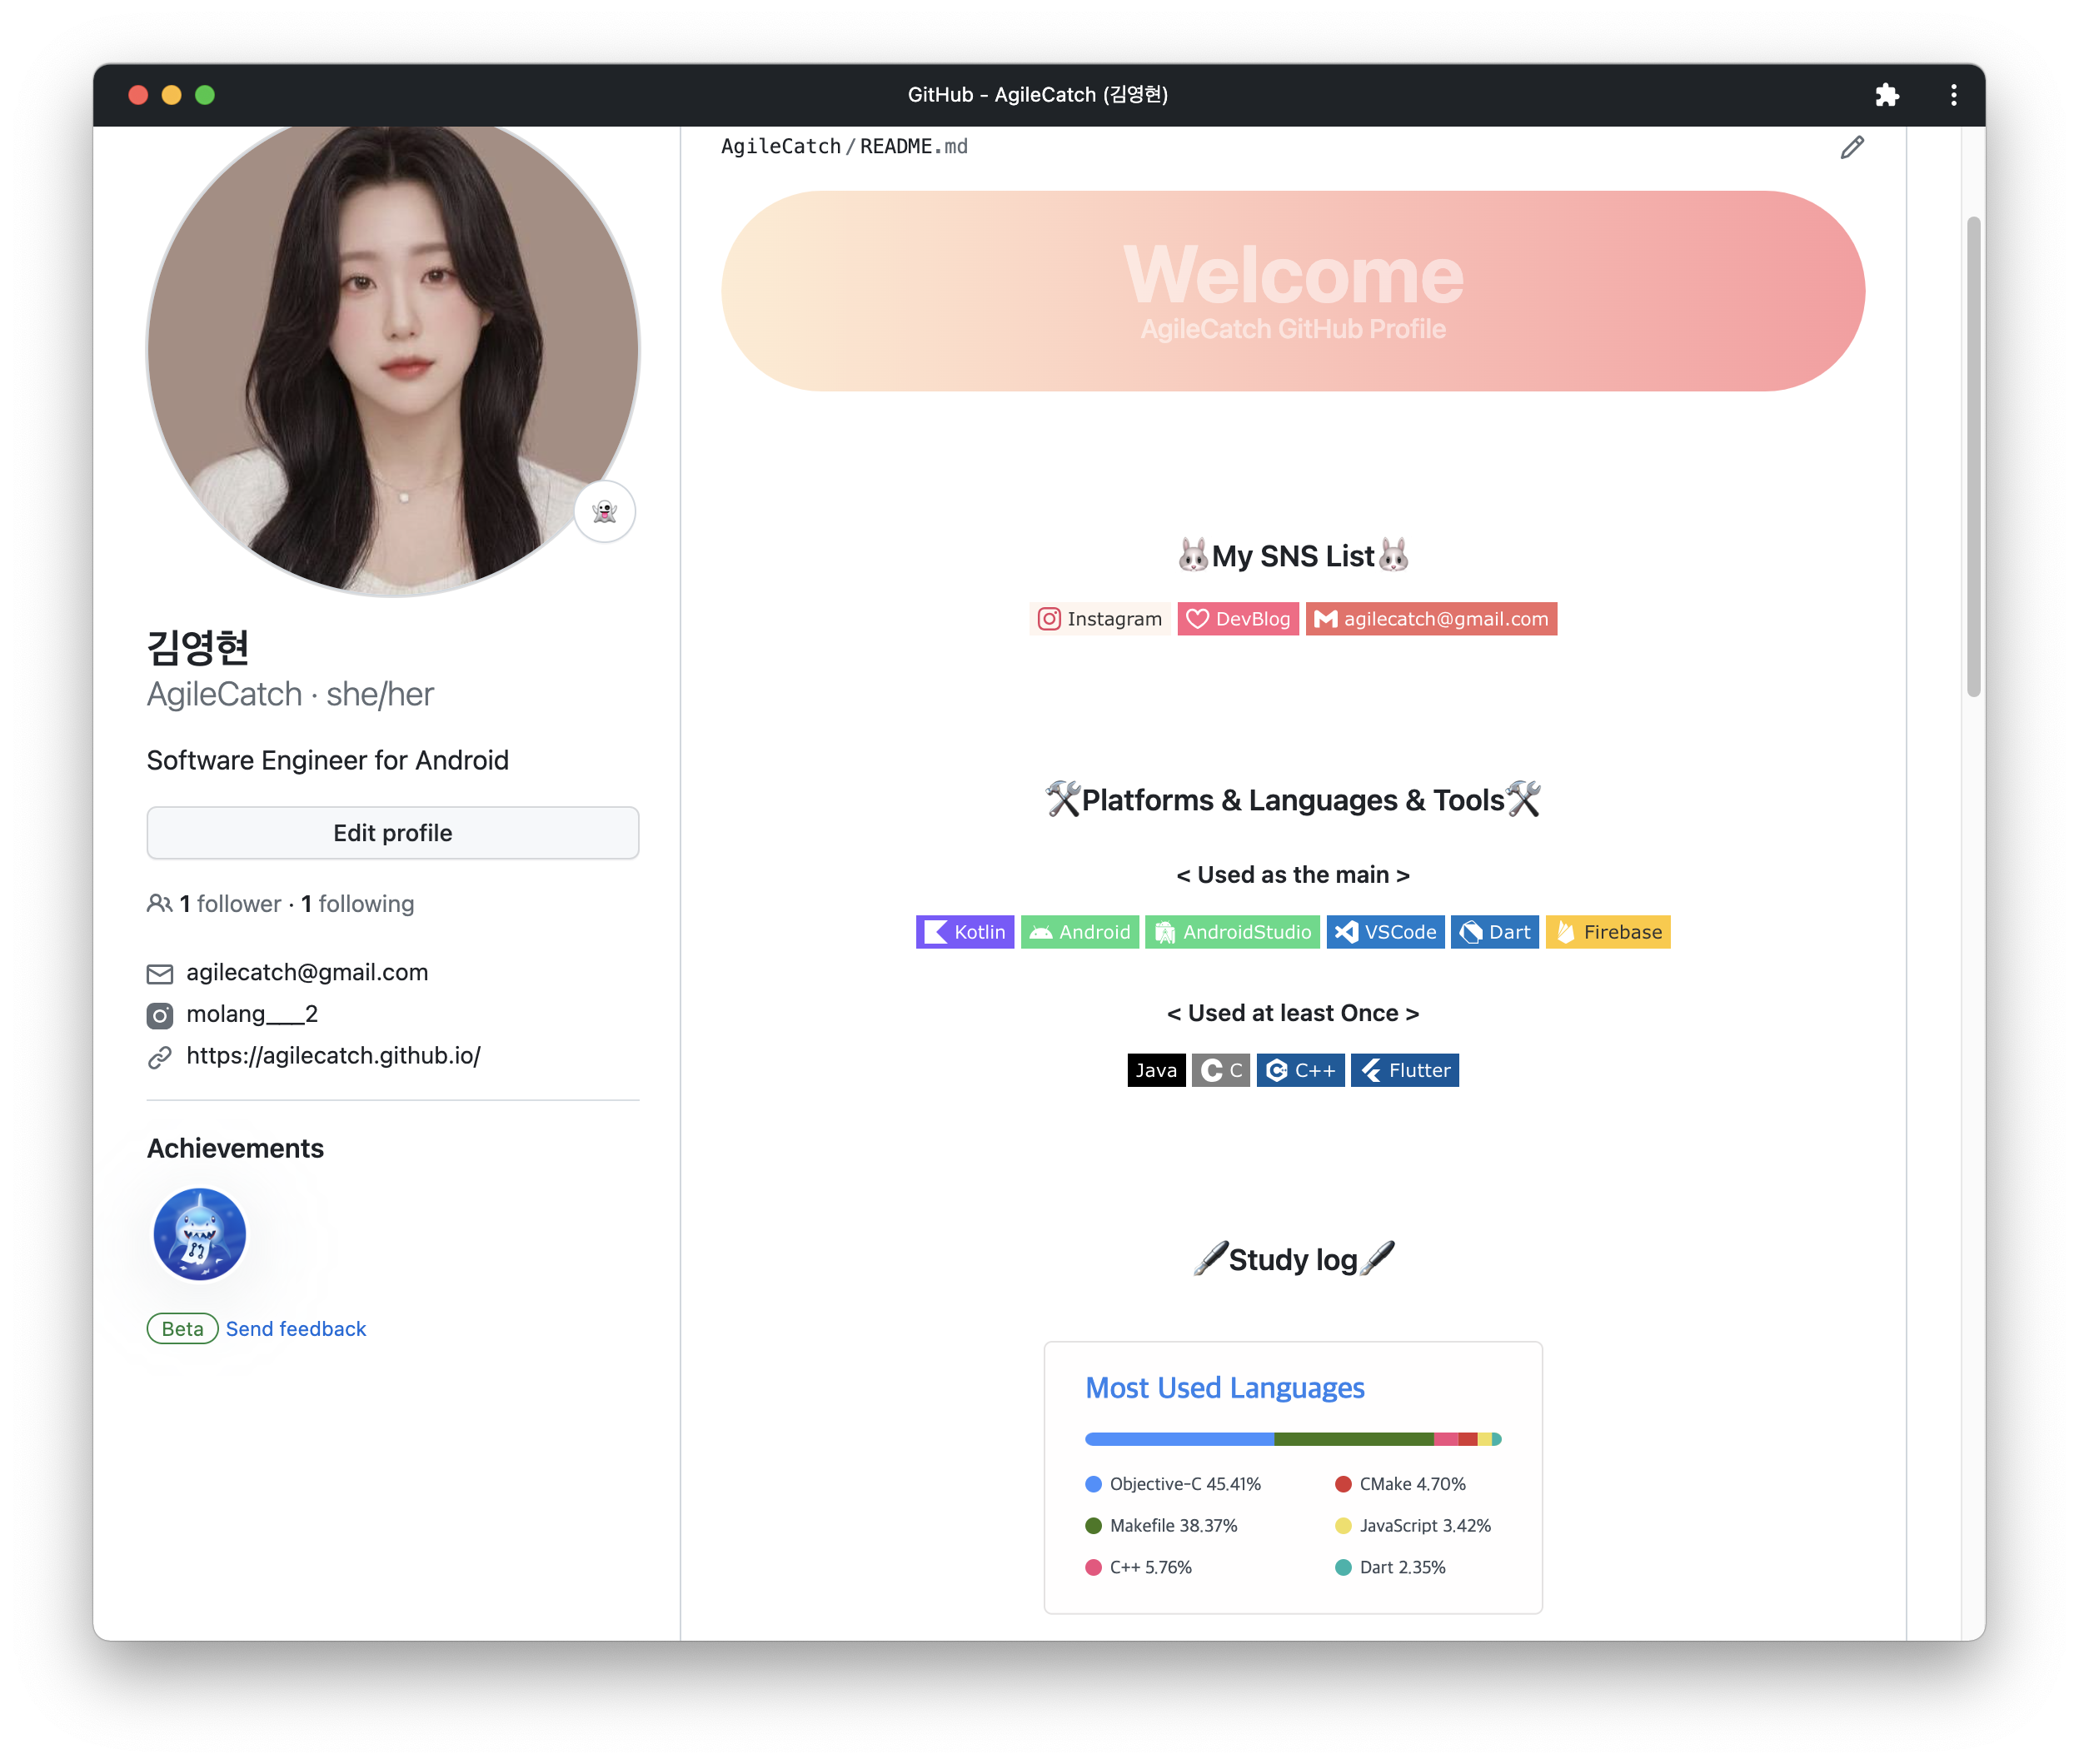 GitHub - AgileCatch (김영현)
AgileCatch/README.md
Welcome
AgileCatch GitHub Profile
김영현
AgileCatch · she/her
Software Engineer for Android
Edit profile
1 follower · 1 following
agilecatch@gmail.com
molang___2
https://agilecatch.github.io/
Achievements
Beta Send feedback
🐰My SNS List🐰
Instagram DevBlog agilecatch@gmail.com
🛠Platforms & Languages & Tools🛠
< Used as the main >
Kotlin Android AndroidStudio VSCode Dart Firebase
< Used at least Once >
Java C C++ Flutter
🖋Study log🖋
Most Used Languages
Objective-C 45.41% CMake 4.70%
Makefile 38.37% JavaScript 3.42%
C++ 5.76% Dart 2.35%